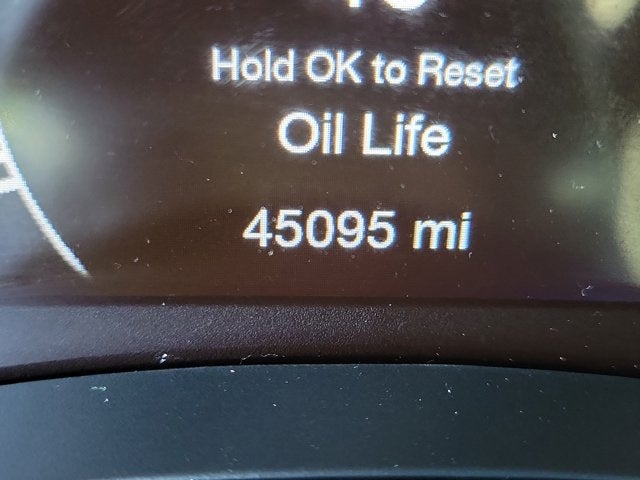 Hold OK to Reset
Oil Life
45095 mi